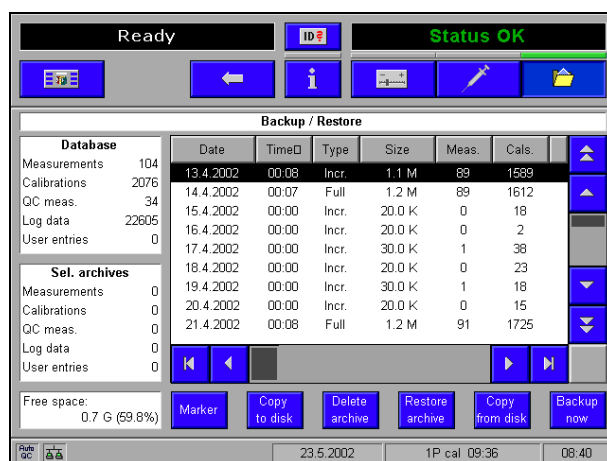 Ready
ID?
Status OK
i
Backup / Restore
Database
Measurements 104
Calibrations 2076
QC meas. 34
Log data 22605
User entries 0
Sel. archives
Measurements 0
Calibrations 0
QC meas. 0
Log data 0
User entries 0
Free space:
0.7 G (59.8%)
Date Time Type Size Meas. Cals.
13.4.2002 00:08 Incr. 1.1 M 89 1589
14.4.2002 00:07 Full 1.2 M 89 1612
15.4.2002 00:00 Incr. 20.0 K 0 18
16.4.2002 00:00 Incr. 20.0 K 0 2
17.4.2002 00:00 Incr. 30.0 K 1 38
18.4.2002 00:00 Incr. 20.0 K 0 23
19.4.2002 00:00 Incr. 30.0 K 1 18
20.4.2002 00:00 Incr. 20.0 K 0 15
21.4.2002 00:08 Full 1.2 M 91 1725
Marker
Copy
to disk
Delete
archive
Restore
archive
Copy
from disk
Backup
now
Auto
QC
23.5.2002
1P cal 09:36
08:40